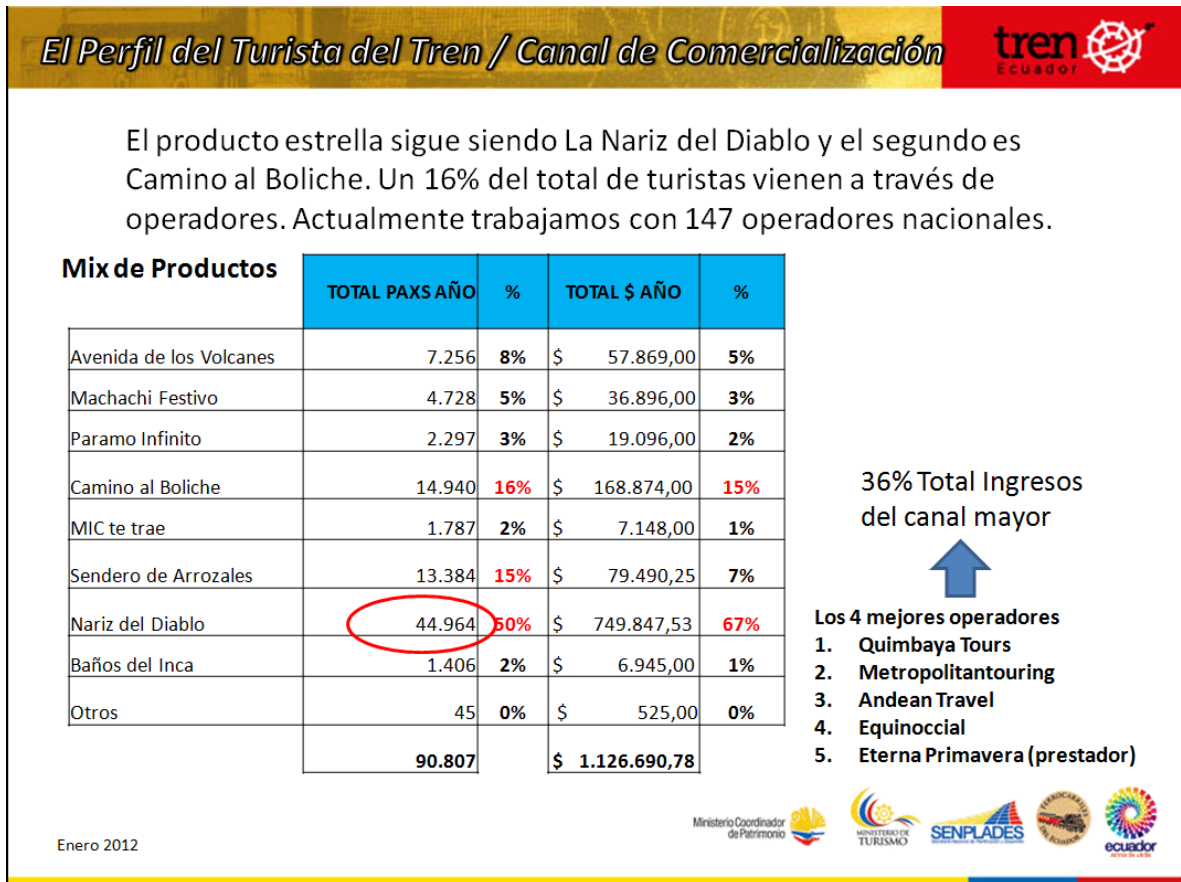 El Perfil del Turista del Tren / Canal de Comercialización
tren
Ecuador
El producto estrella sigue siendo La Nariz del Diablo y el segundo es
Camino al Boliche. Un 16% del total de turistas vienen a través de
operadores. Actualmente trabajamos con 147 operadores nacionales.
Mix de Productos
TOTAL PAXS AÑO % TOTAL $ AÑO %
Avenida de los Volcanes 7.256 8% $ 57.869,00 5%
Machachi Festivo 4.728 5% $ 36.896,00 3%
Paramo Infinito 2.297 3% $ 19.096,00 2%
Camino al Boliche 14.940 16% $ 168.874,00 15%
MIC te trae 1.787 2% $ 7.148,00 1%
Sendero de Arrozales 13.384 15% $ 79.490,25 7%
Nariz del Diablo 44.964 50% $ 749.847,53 67%
Baños del Inca 1.406 2% $ 6.945,00 1%
Otros 45 0% $ 525,00 0%
90.807 $ 1.126.690,78
36% Total Ingresos
del canal mayor
Los 4 mejores operadores
1. Quimbaya Tours
2. Metropolitantouring
3. Andean Travel
4. Equinoccial
5. Eterna Primavera (prestador)
Enero 2012
Ministerio Coordinador
de Patrimonio
MINISTERIO DE
TURISMO
SENPLADES
FERROCARRILES
DEL ECUADOR
ecuador
ama la vida